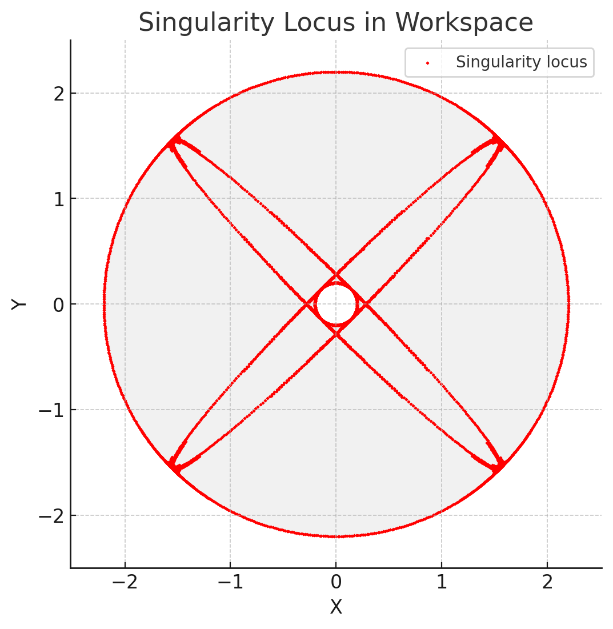 Singularity Locus in Workspace
Singularity locus
2
1
0
−1
−2
Y
−2 −1 0 1 2
X